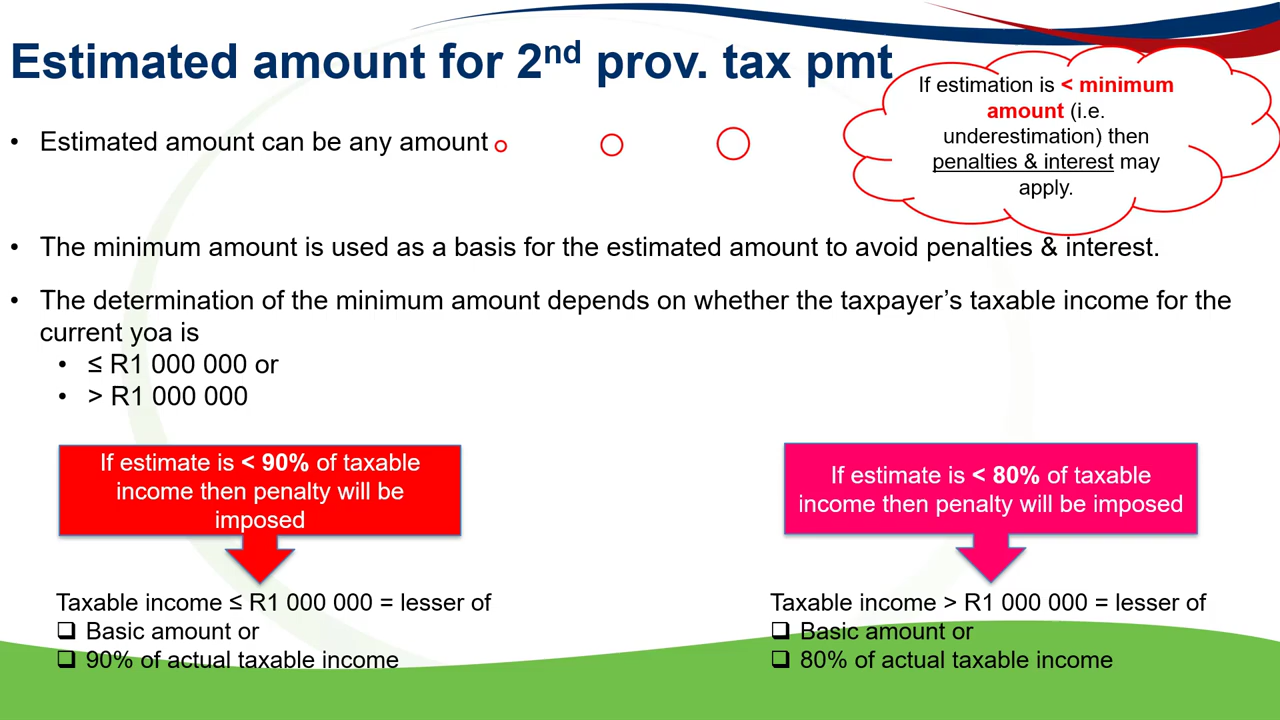 Estimated amount for 2nd prov. tax pmt
If estimation is < minimum
amount (i.e.
underestimation) then
penalties & interest may
apply.
• Estimated amount can be any amount
• The minimum amount is used as a basis for the estimated amount to avoid penalties & interest.
• The determination of the minimum amount depends on whether the taxpayer’s taxable income for the
current yoa is
• ≤ R1 000 000 or
• > R1 000 000
If estimate is < 90% of taxable
income then penalty will be
imposed
Taxable income ≤ R1 000 000 = lesser of
❑ Basic amount or
❑ 90% of actual taxable income
If estimate is < 80% of taxable
income then penalty will be imposed
Taxable income > R1 000 000 = lesser of
❑ Basic amount or
❑ 80% of actual taxable income